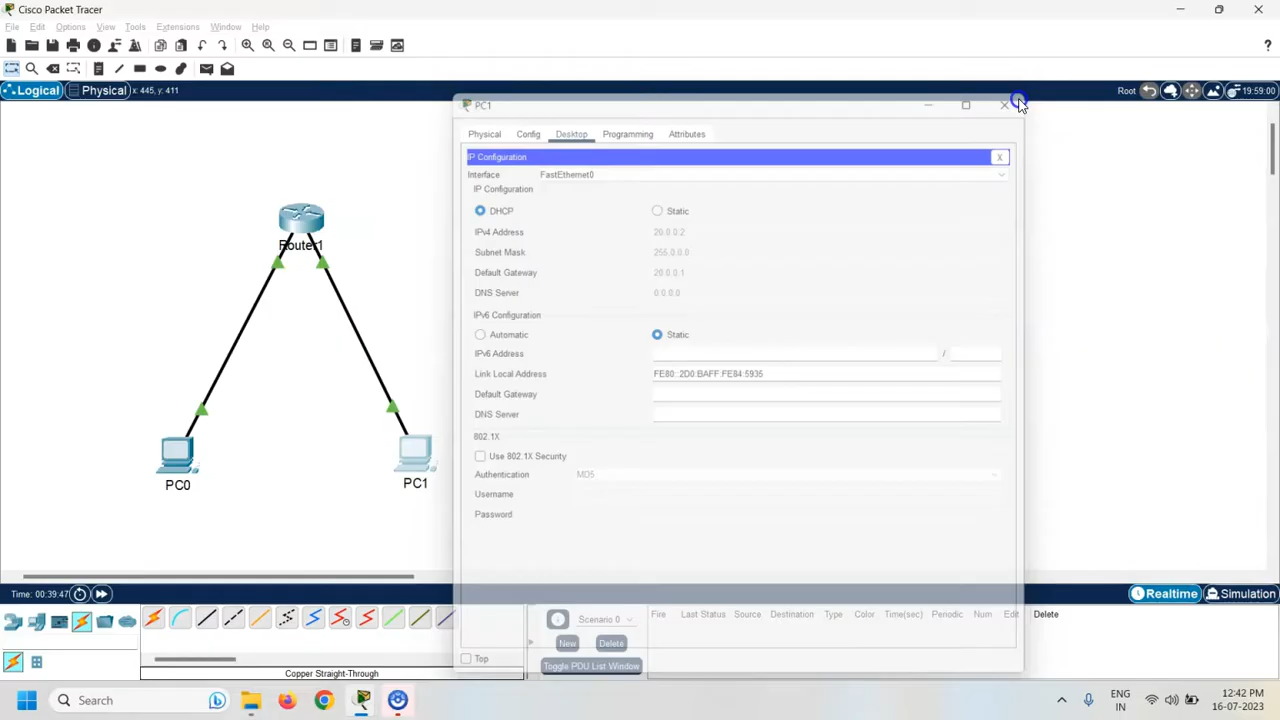 Cisco Packet Tracer
File Edit Options View Tools Extensions Window Help
Logical Physical x: 445, y: 411 Root 19:59:00
PC1
Physical Config Desktop Programming Attributes
IP Configuration X
Interface FastEthernet0
IP Configuration
DHCP Static
IPv4 Address 20.0.0.2
Subnet Mask 255.0.0.0
Default Gateway 20.0.0.1
DNS Server 0.0.0.0
IPv6 Configuration
Automatic Static
IPv6 Address /
Link Local Address FE80::2D0:BAFF:FE84:5935
Default Gateway
DNS Server
802.1X
Use 802.1X Security
Authentication MD5
Username
Password
Top
Router1
PC0
PC1
Time: 00:39:47 Realtime Simulation
Scenario 0 Fire Last Status Source Destination Type Color Time(sec) Periodic Num Edit Delete
New Delete
Toggle PDU List Window
Copper Straight-Through
Search
ENG
IN
12:42 PM
16-07-2023